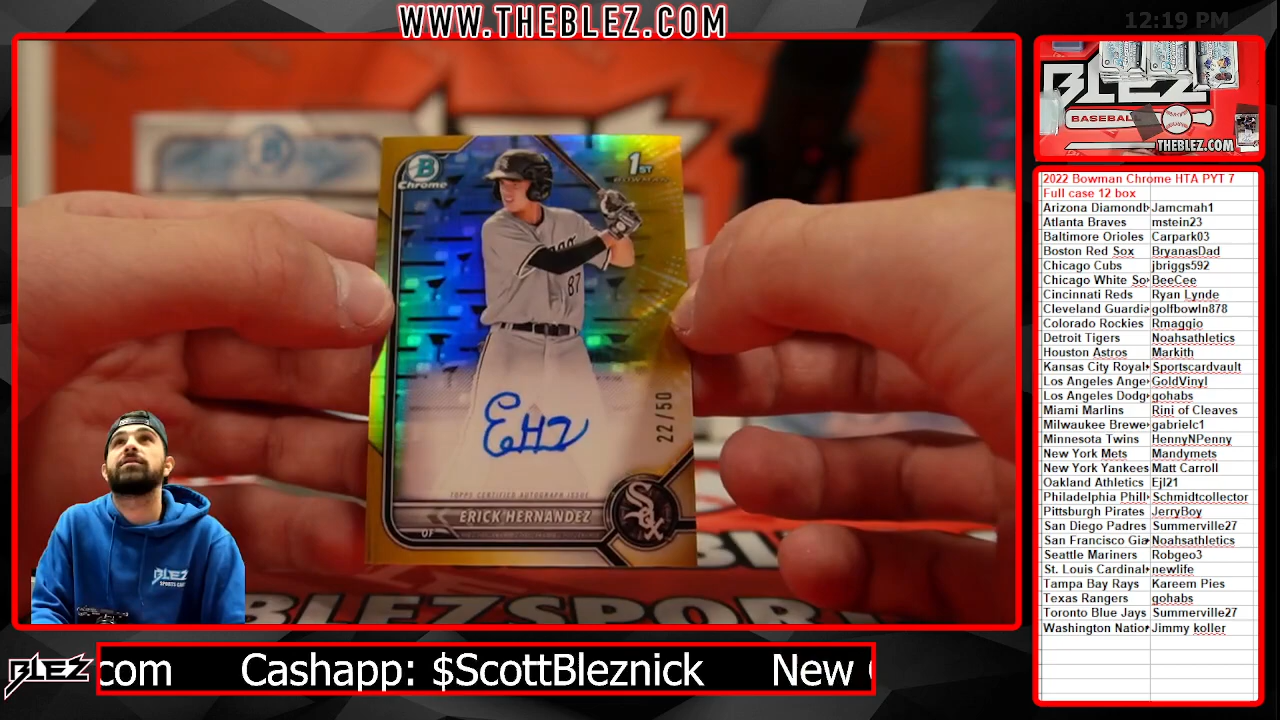 WWW.THEBLEZ.COM
12:19 PM
BLEZ
BASEBALL
THEBLEZ.COM
B
Chrome
1ST
BOWMAN
87
EHZ
22/50
TOPPS CERTIFIED AUTOGRAPH ISSUE
ERICK HERNANDEZ
OF
SOX
BLEZSPOR
BLEZ
2022 Bowman Chrome HTA PYT 7
Full case 12 box
Arizona Diamondb Jamcmah1
Atlanta Braves mstein23
Baltimore Orioles Carpark03
Boston Red Sox BryanasDad
Chicago Cubs jbriggs592
Chicago White So BeeCee
Cincinnati Reds Ryan Lynde
Cleveland Guardia golfbowln878
Colorado Rockies Rmaggio
Detroit Tigers Noahsathletics
Houston Astros Markith
Kansas City Royal Sportscardvault
Los Angeles Ange GoldVinyl
Los Angeles Dodg gohabs
Miami Marlins Rini of Cleaves
Milwaukee Brewe gabrielc1
Minnesota Twins HennyNPenny
New York Mets Mandymets
New York Yankees Matt Carroll
Oakland Athletics Ejl21
Philadelphia Phill Schmidtcollector
Pittsburgh Pirates JerryBoy
San Diego Padres Summerville27
San Francisco Gia Noahsathletics
Seattle Mariners Robgeo3
St. Louis Cardinal newlife
Tampa Bay Rays Kareem Pies
Texas Rangers gohabs
Toronto Blue Jays Summerville27
Washington Natio Jimmy koller
BLEZ
com Cashapp: $ScottBleznick New